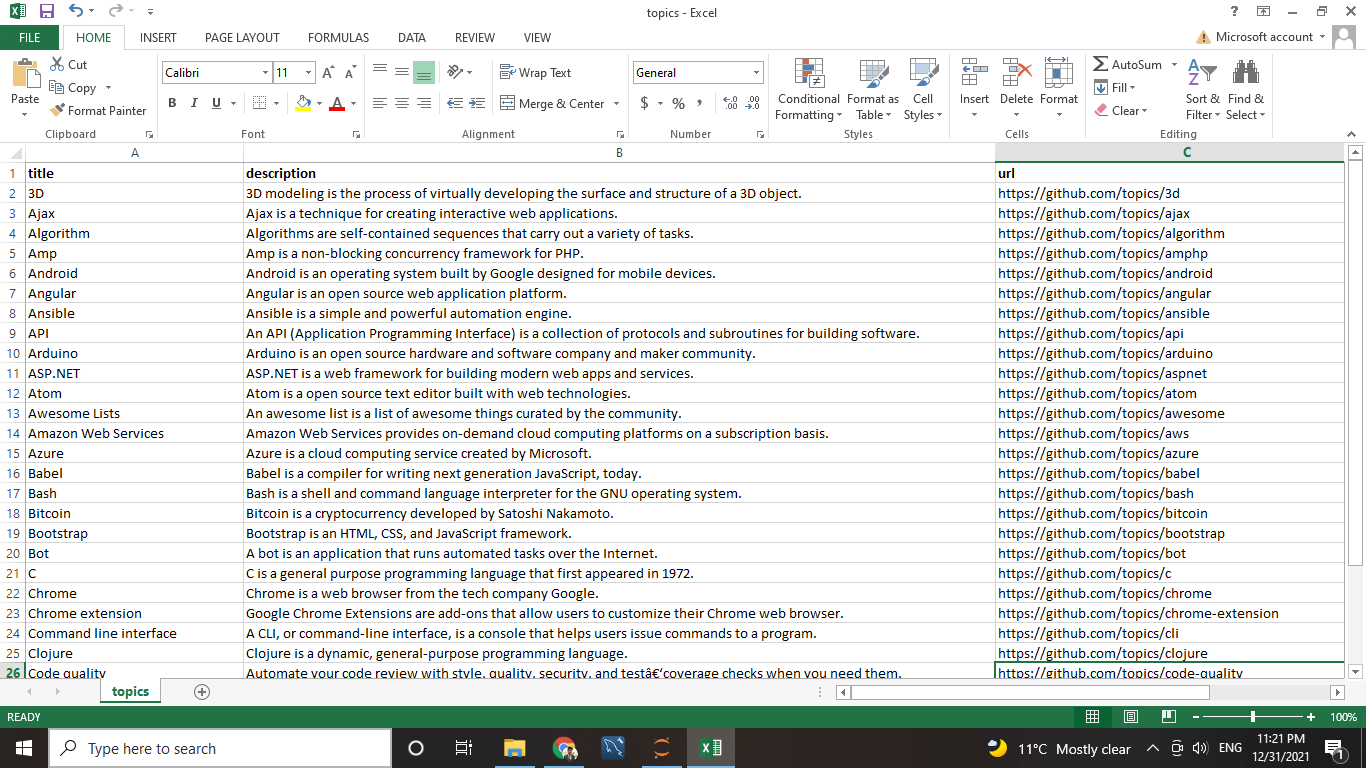 topics - Excel
?
FILE HOME INSERT PAGE LAYOUT FORMULAS DATA REVIEW VIEW Microsoft account
Paste
Cut
Copy
Format Painter
Clipboard
Calibri 11 A A
B I U A
Font
Wrap Text
Merge & Center
Alignment
General
$ % ,
Number
Conditional Formatting
Format as Table
Cell Styles
Styles
Insert Delete Format
Cells
AutoSum
Fill
Clear
Sort & Filter
Find & Select
Editing
A B C
1 title description url
2 3D 3D modeling is the process of virtually developing the surface and structure of a 3D object. https://github.com/topics/3d
3 Ajax Ajax is a technique for creating interactive web applications. https://github.com/topics/ajax
4 Algorithm Algorithms are self-contained sequences that carry out a variety of tasks. https://github.com/topics/algorithm
5 Amp Amp is a non-blocking concurrency framework for PHP. https://github.com/topics/amphp
6 Android Android is an operating system built by Google designed for mobile devices. https://github.com/topics/android
7 Angular Angular is an open source web application platform. https://github.com/topics/angular
8 Ansible Ansible is a simple and powerful automation engine. https://github.com/topics/ansible
9 API An API (Application Programming Interface) is a collection of protocols and subroutines for building software. https://github.com/topics/api
10 Arduino Arduino is an open source hardware and software company and maker community. https://github.com/topics/arduino
11 ASP.NET ASP.NET is a web framework for building modern web apps and services. https://github.com/topics/aspnet
12 Atom Atom is a open source text editor built with web technologies. https://github.com/topics/atom
13 Awesome Lists An awesome list is a list of awesome things curated by the community. https://github.com/topics/awesome
14 Amazon Web Services Amazon Web Services provides on-demand cloud computing platforms on a subscription basis. https://github.com/topics/aws
15 Azure Azure is a cloud computing service created by Microsoft. https://github.com/topics/azure
16 Babel Babel is a compiler for writing next generation JavaScript, today. https://github.com/topics/babel
17 Bash Bash is a shell and command language interpreter for the GNU operating system. https://github.com/topics/bash
18 Bitcoin Bitcoin is a cryptocurrency developed by Satoshi Nakamoto. https://github.com/topics/bitcoin
19 Bootstrap Bootstrap is an HTML, CSS, and JavaScript framework. https://github.com/topics/bootstrap
20 Bot A bot is an application that runs automated tasks over the Internet. https://github.com/topics/bot
21 C C is a general purpose programming language that first appeared in 1972. https://github.com/topics/c
22 Chrome Chrome is a web browser from the tech company Google. https://github.com/topics/chrome
23 Chrome extension Google Chrome Extensions are add-ons that allow users to customize their Chrome web browser. https://github.com/topics/chrome-extension
24 Command line interface A CLI, or command-line interface, is a console that helps users issue commands to a program. https://github.com/topics/cli
25 Clojure Clojure is a dynamic, general-purpose programming language. https://github.com/topics/clojure
26 Code quality Automate your code review with style, quality, security, and testâ€‘coverage checks when you need them. https://github.com/topics/code-quality
topics
READY 100%
Type here to search
11°C Mostly clear ENG 11:21 PM
12/31/2021
1